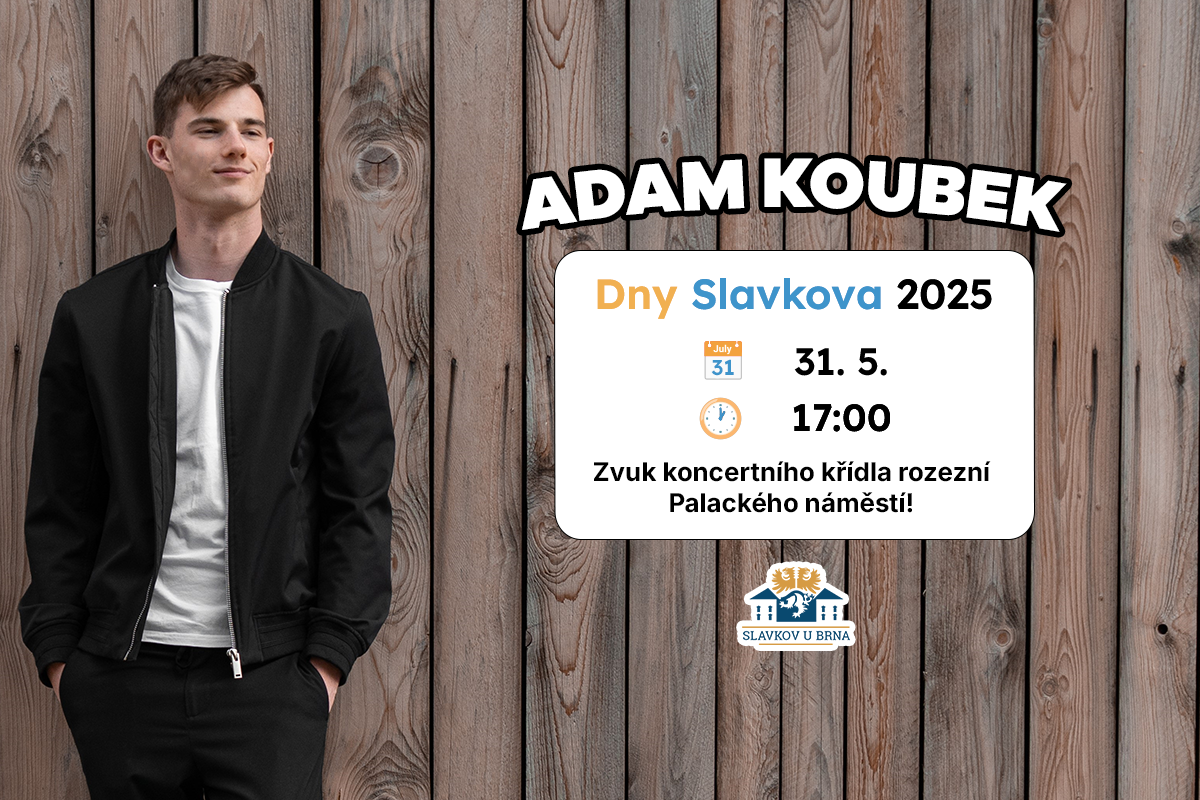 ADAM KOUBEK
Dny Slavkova 2025
July
31
31. 5.
17:00
Zvuk koncertního křídla rozezní
Palackého náměstí!
SLAVKOV U BRNA